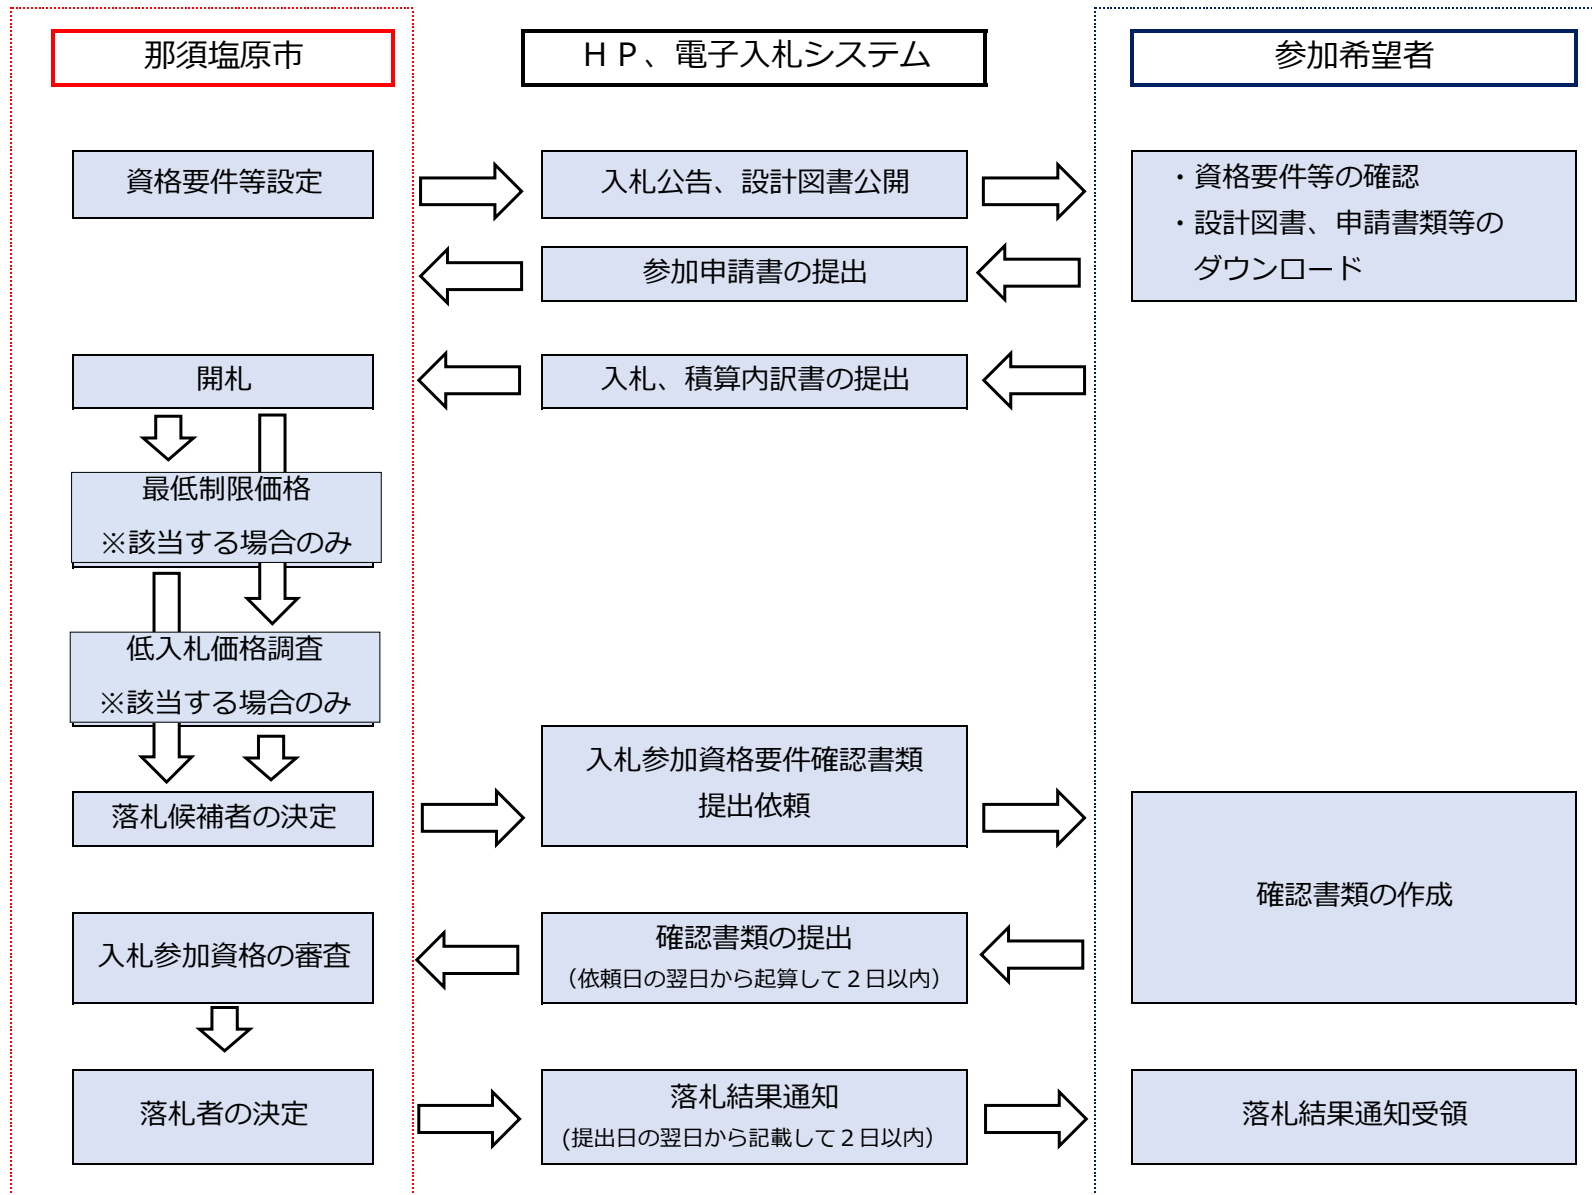 那須塩原市
ＨＰ、電子入札システム
参加希望者
資格要件等設定
入札公告、設計図書公開
・資格要件等の確認
・設計図書、申請書類等の
ダウンロード
参加申請書の提出
開札
入札、積算内訳書の提出
最低制限価格
※該当する場合のみ
低入札価格調査
※該当する場合のみ
落札候補者の決定
入札参加資格要件確認書類
提出依頼
確認書類の作成
入札参加資格の審査
確認書類の提出
（依頼日の翌日から起算して２日以内）
落札者の決定
落札結果通知
(提出日の翌日から記載して２日以内）
落札結果通知受領